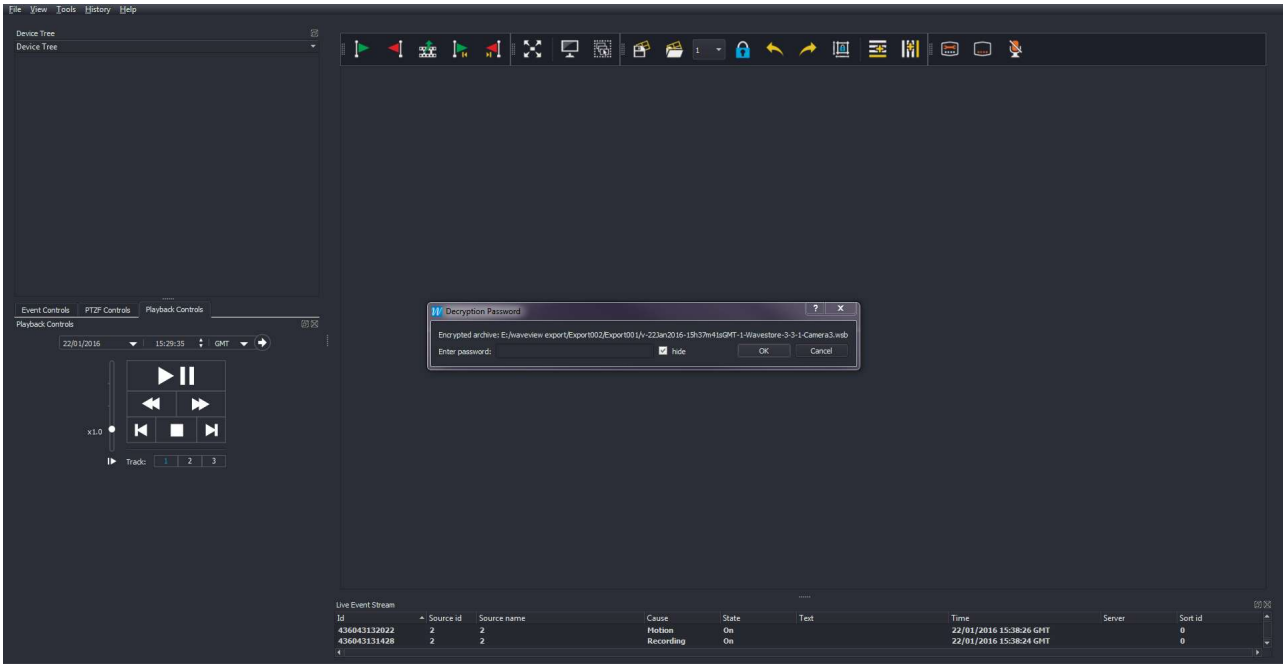 File View Tools History Help
Device Tree
Device Tree
1
Event Controls PTZF Controls Playback Controls
Playback Controls
22/01/2016 15:29:35 GMT
x1.0
Track: 1 2 3
W Decryption Password ? X
Encrypted archive: E:/waveview export/Export002/Export001/v-22Jan2016-15h37m41sGMT-1-Wavestore-3-3-1-Camera3.wsb
Enter password: hide OK Cancel
Live Event Stream
Id Source id Source name Cause State Text Time Server Sort id
436043132022 2 2 Motion On 22/01/2016 15:38:26 GMT 0
436043131428 2 2 Recording On 22/01/2016 15:38:24 GMT 0